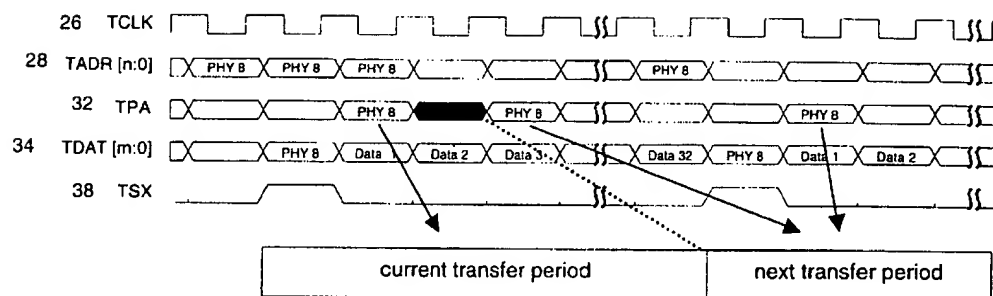 26 TCLK
28 TADR [n:0] PHY 8 PHY 8 PHY 8 PHY 8
32 TPA PHY 8 PHY 8 PHY 8
34 TDAT [m:0] PHY 8 Data 1 Data 2 Data 3 Data 32 PHY 8 Data 1 Data 2
38 TSX
current transfer period next transfer period